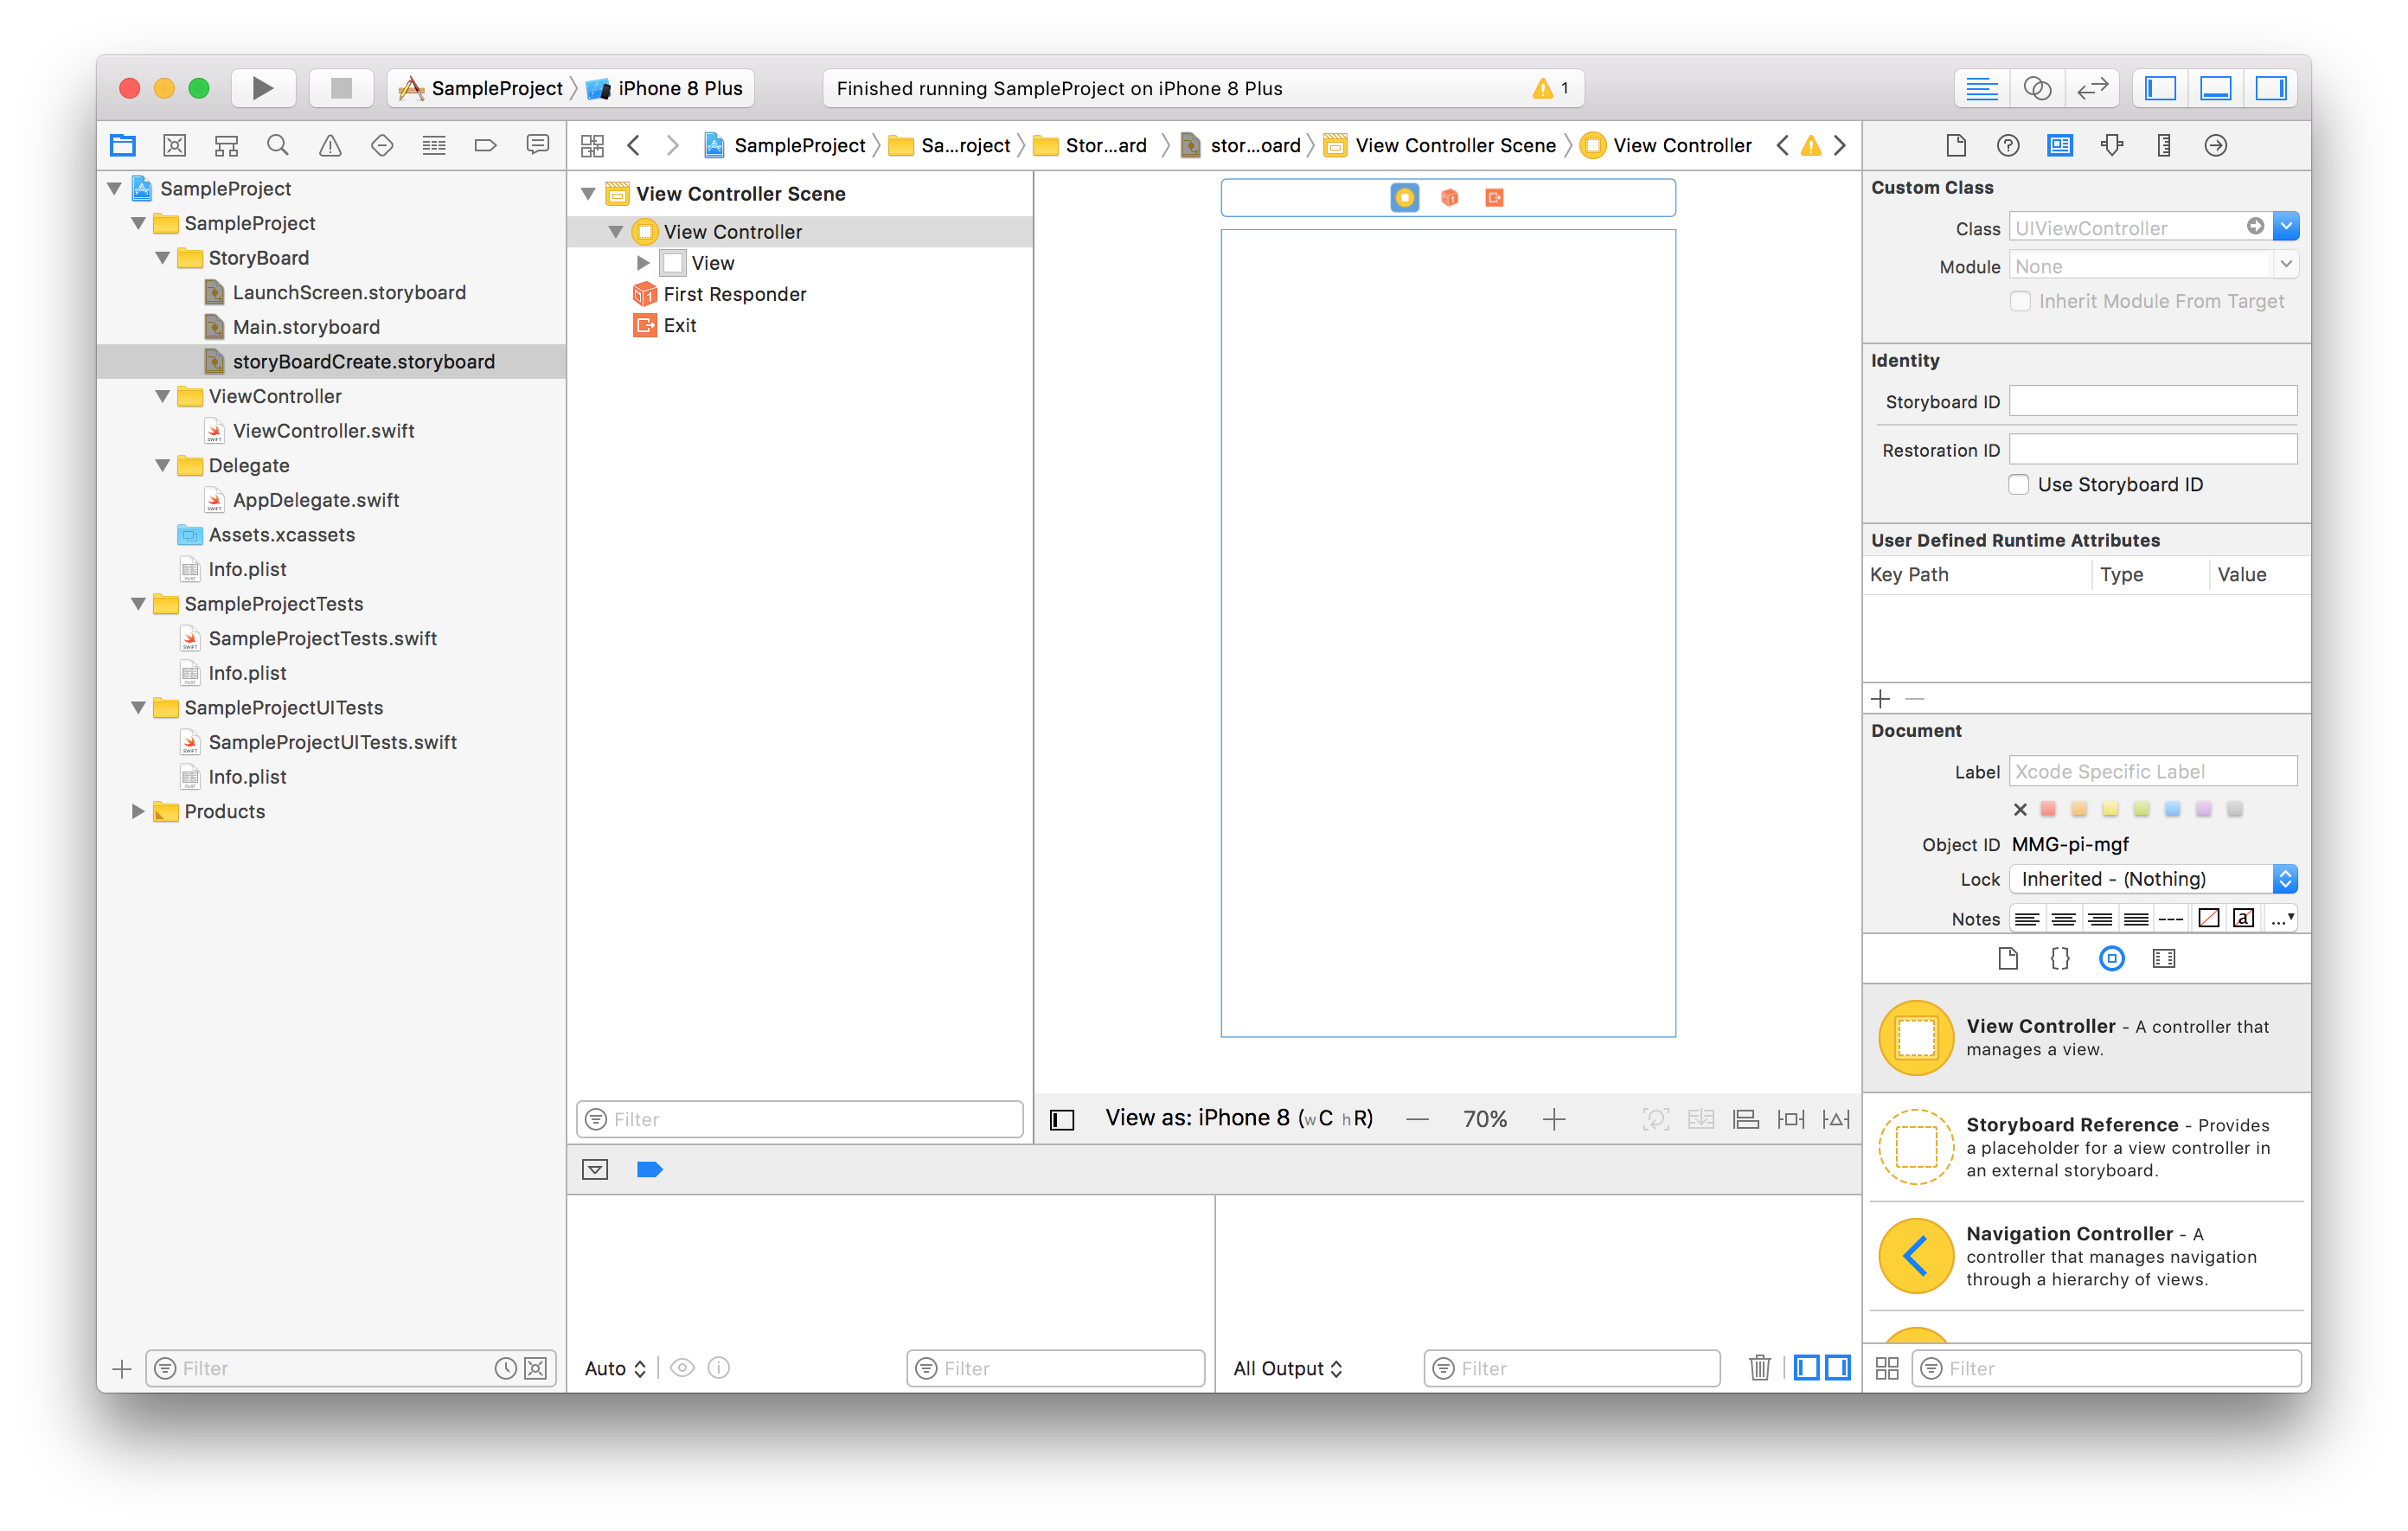 SampleProject
iPhone 8 Plus
Finished running SampleProject on iPhone 8 Plus
1
SampleProject
Sa...roject
Stor...ard
stor...oard
View Controller Scene
View Controller
SampleProject
SampleProject
StoryBoard
LaunchScreen.storyboard
Main.storyboard
storyBoardCreate.storyboard
ViewController
ViewController.swift
Delegate
AppDelegate.swift
Assets.xcassets
Info.plist
SampleProjectTests
SampleProjectTests.swift
Info.plist
SampleProjectUITests
SampleProjectUITests.swift
Info.plist
Products
Filter
View Controller Scene
View Controller
View
First Responder
Exit
Filter
View as: iPhone 8 (wC hR)
70%
Auto
Filter
All Output
Filter
Custom Class
Class UIViewController
Module None
Inherit Module From Target
Identity
Storyboard ID
Restoration ID
Use Storyboard ID
User Defined Runtime Attributes
Key Path Type Value
Document
Label Xcode Specific Label
Object ID MMG-pi-mgf
Lock Inherited - (Nothing)
Notes
View Controller - A controller that
manages a view.
Storyboard Reference - Provides
a placeholder for a view controller in
an external storyboard.
Navigation Controller - A
controller that manages navigation
through a hierarchy of views.
Filter